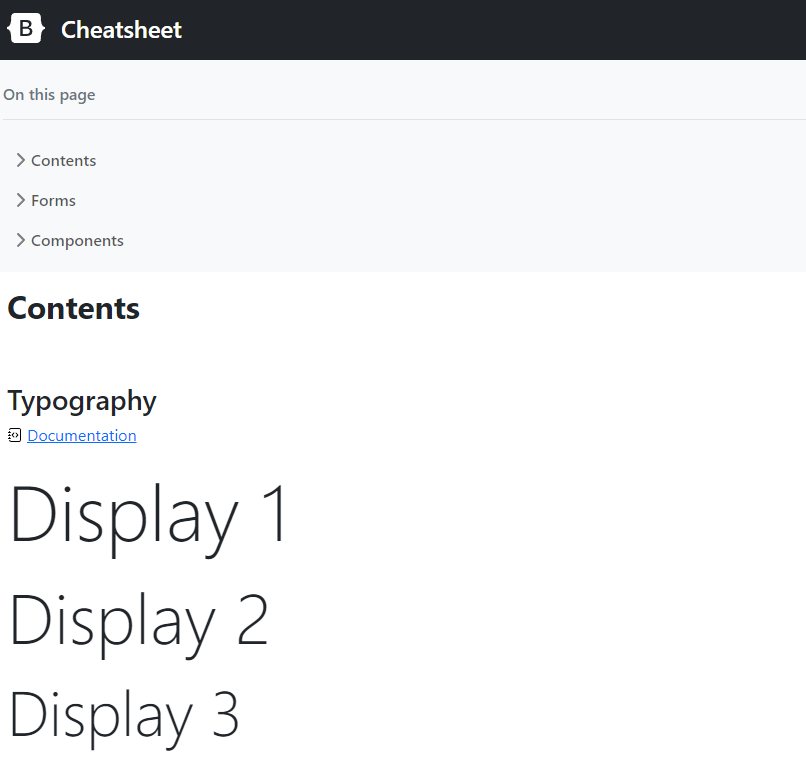 B Cheatsheet
On this page
Contents
Forms
Components
Contents
Typography
Documentation
Display 1
Display 2
Display 3